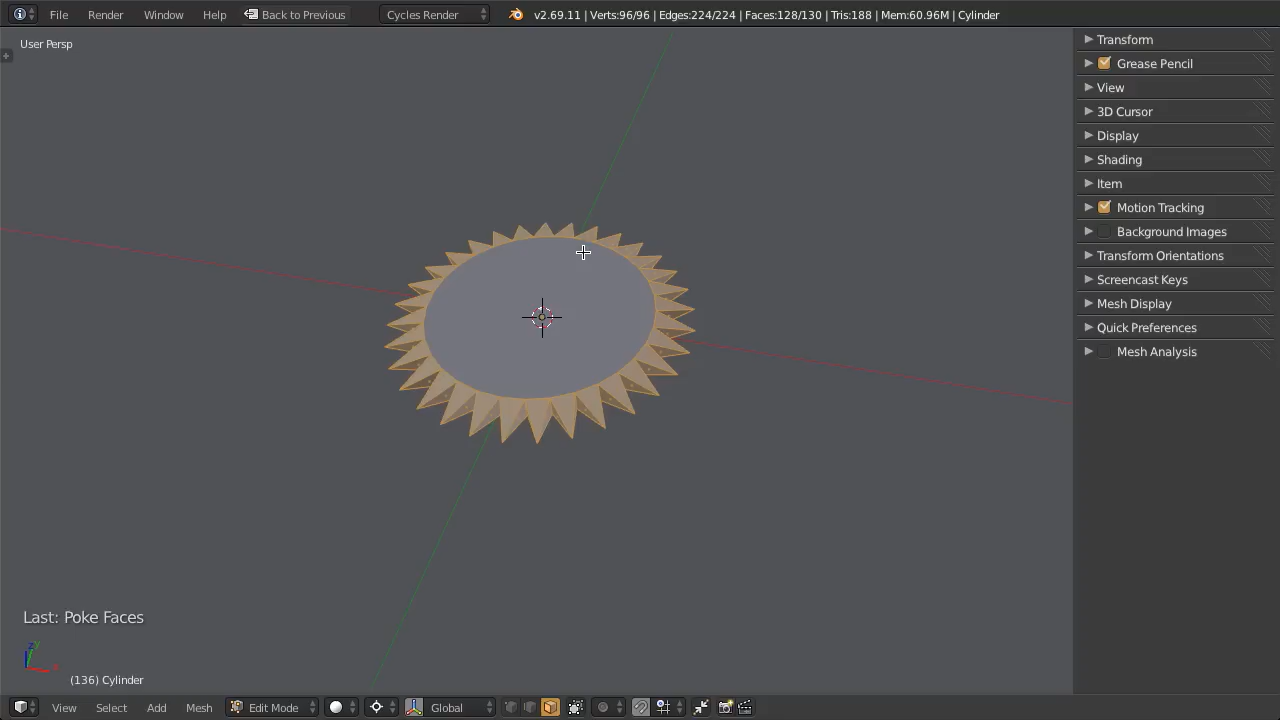 File Render Window Help Back to Previous Cycles Render v2.69.11 | Verts:96/96 | Edges:224/224 | Faces:128/130 | Tris:188 | Mem:60.96M | Cylinder
User Persp
Transform
Grease Pencil
View
3D Cursor
Display
Shading
Item
Motion Tracking
Background Images
Transform Orientations
Screencast Keys
Mesh Display
Quick Preferences
Mesh Analysis
Last: Poke Faces
z y
x
(136) Cylinder
View Select Add Mesh Edit Mode Global